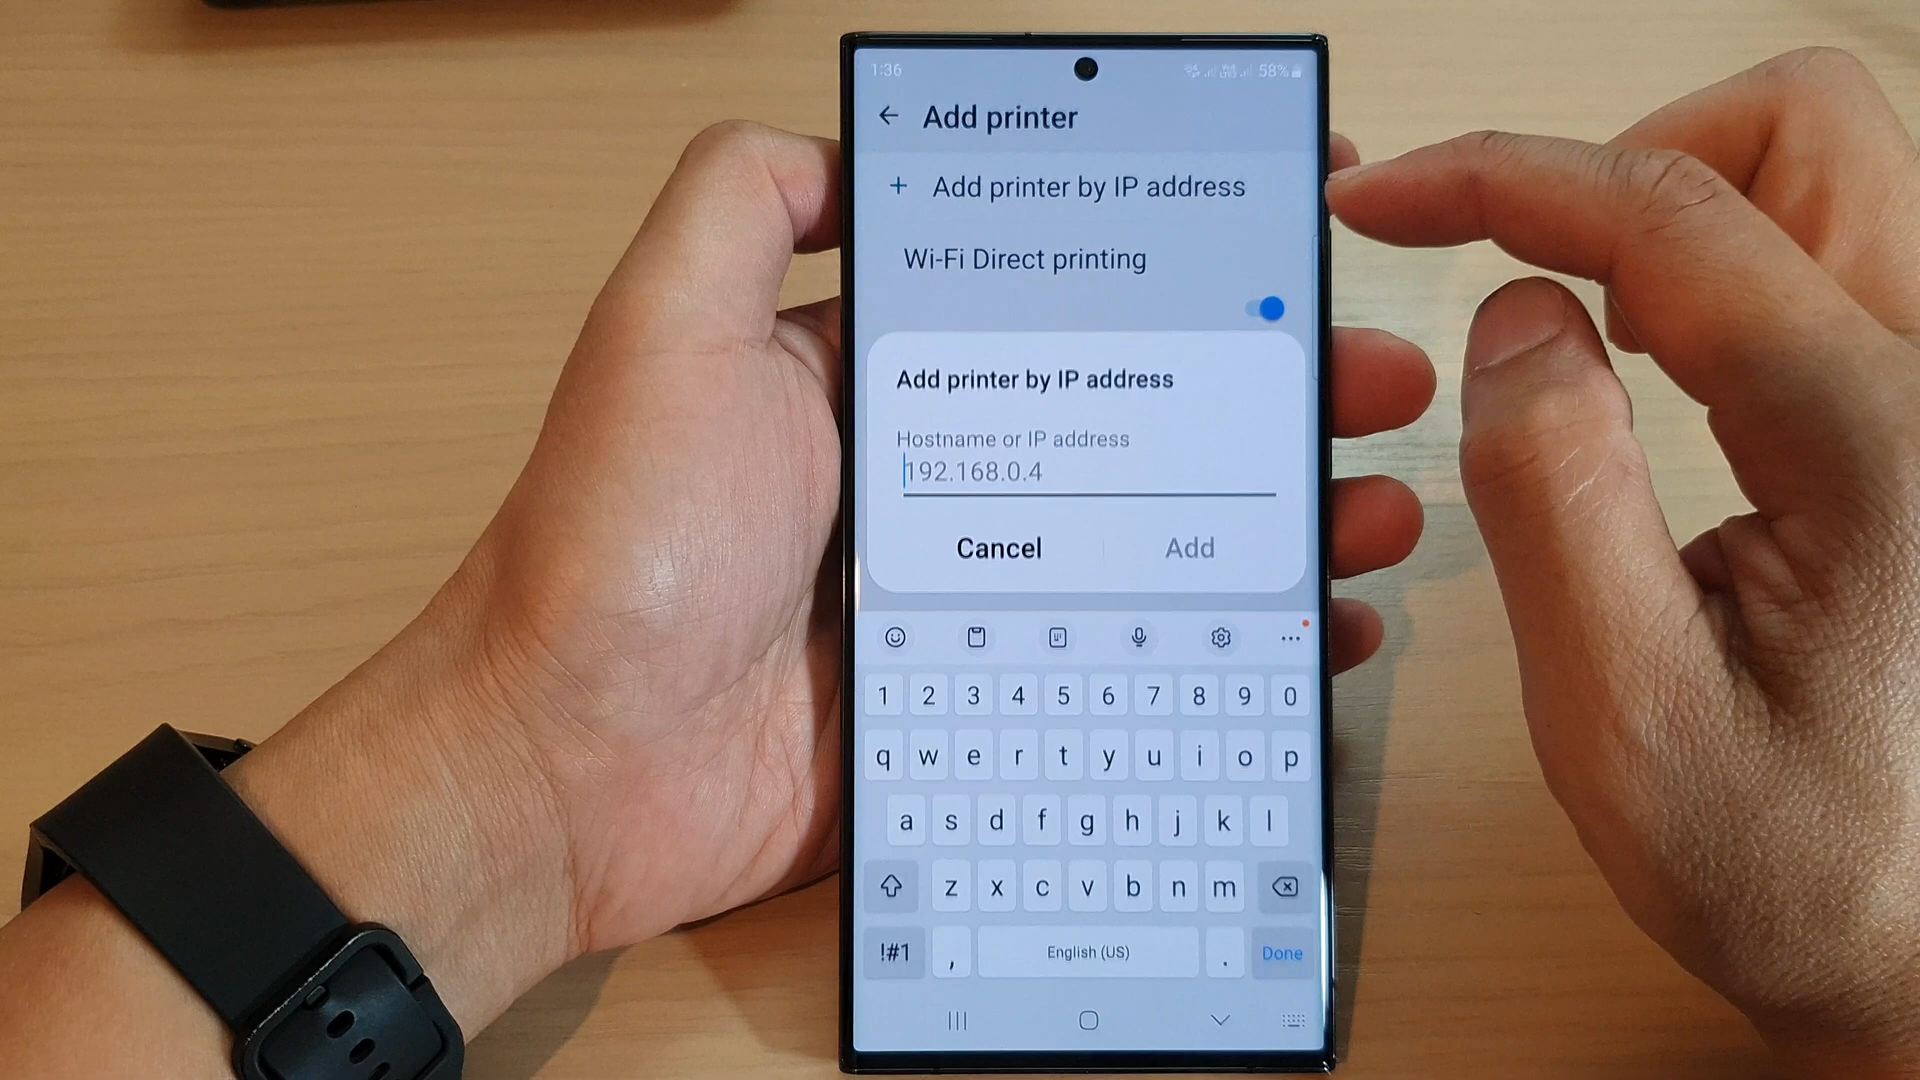 1:36 58%
Add printer
+ Add printer by IP address
Wi-Fi Direct printing
Add printer by IP address
Hostname or IP address
192.168.0.4
Cancel Add
1 2 3 4 5 6 7 8 9 0
q w e r t y u i o p
a s d f g h j k l
z x c v b n m
!#1 , English (US) . Done